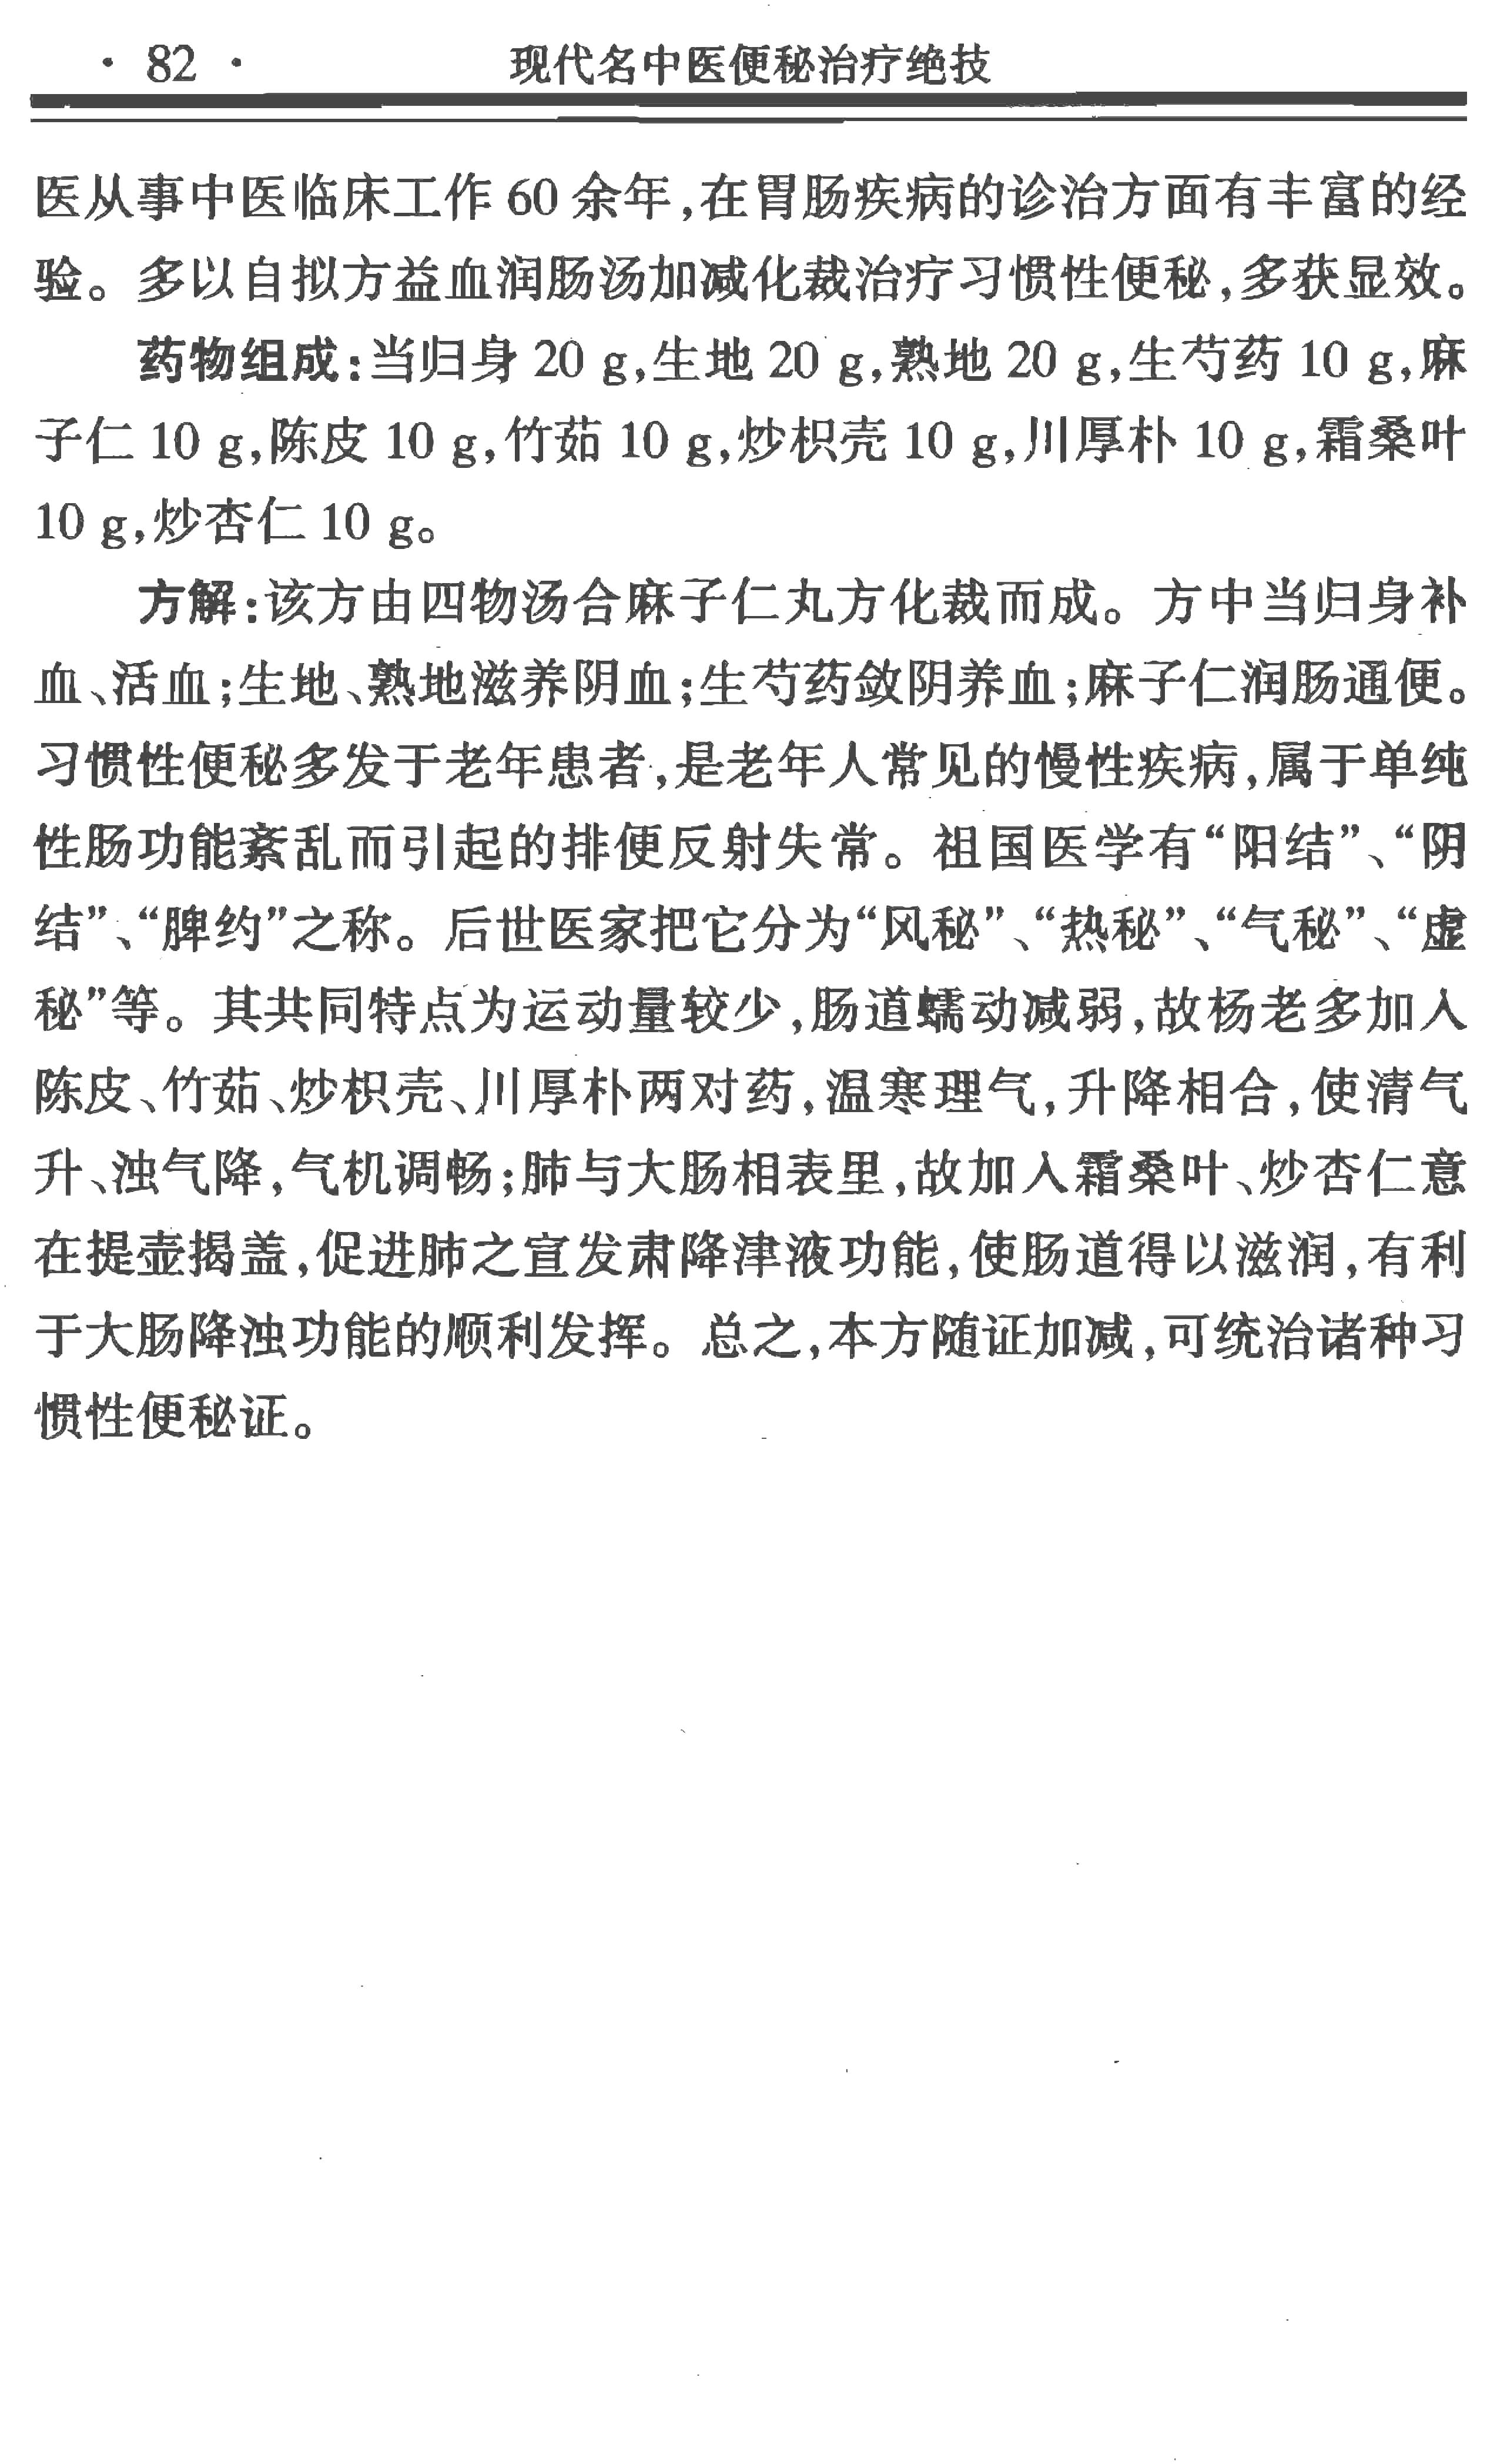 · 82 ·
现代名中医便秘治疗绝技
医从事中医临床工作 60 余年,在胃肠疾病的诊治方面有丰富的经
验。多以自拟方益血润肠汤加减化裁治疗习惯性便秘,多获显效。
药物组成:当归身 20 g,生地 20 g,熟地 20 g,生芍药 10 g,麻
子仁 10 g,陈皮 10 g,竹茹 10 g,炒枳壳 10 g,川厚朴 10 g,霜桑叶
10 g,炒杏仁 10 g。
方解:该方由四物汤合麻子仁丸方化裁而成。方中当归身补
血、活血;生地、熟地滋养阴血;生芍药敛阴养血;麻子仁润肠通便。
习惯性便秘多发于老年患者,是老年人常见的慢性疾病,属于单纯
性肠功能紊乱而引起的排便反射失常。祖国医学有“阳结”、“阴
结”、“脾约”之称。后世医家把它分为“风秘”、“热秘”、“气秘”、“虚
秘”等。其共同特点为运动量较少,肠道蠕动减弱,故杨老多加入
陈皮、竹茹、炒枳壳、川厚朴两对药,温寒理气,升降相合,使清气
升、浊气降,气机调畅;肺与大肠相表里,故加入霜桑叶、炒杏仁意
在提壶揭盖,促进肺之宣发肃降津液功能,使肠道得以滋润,有利
于大肠降浊功能的顺利发挥。总之,本方随证加减,可统治诸种习
惯性便秘证。